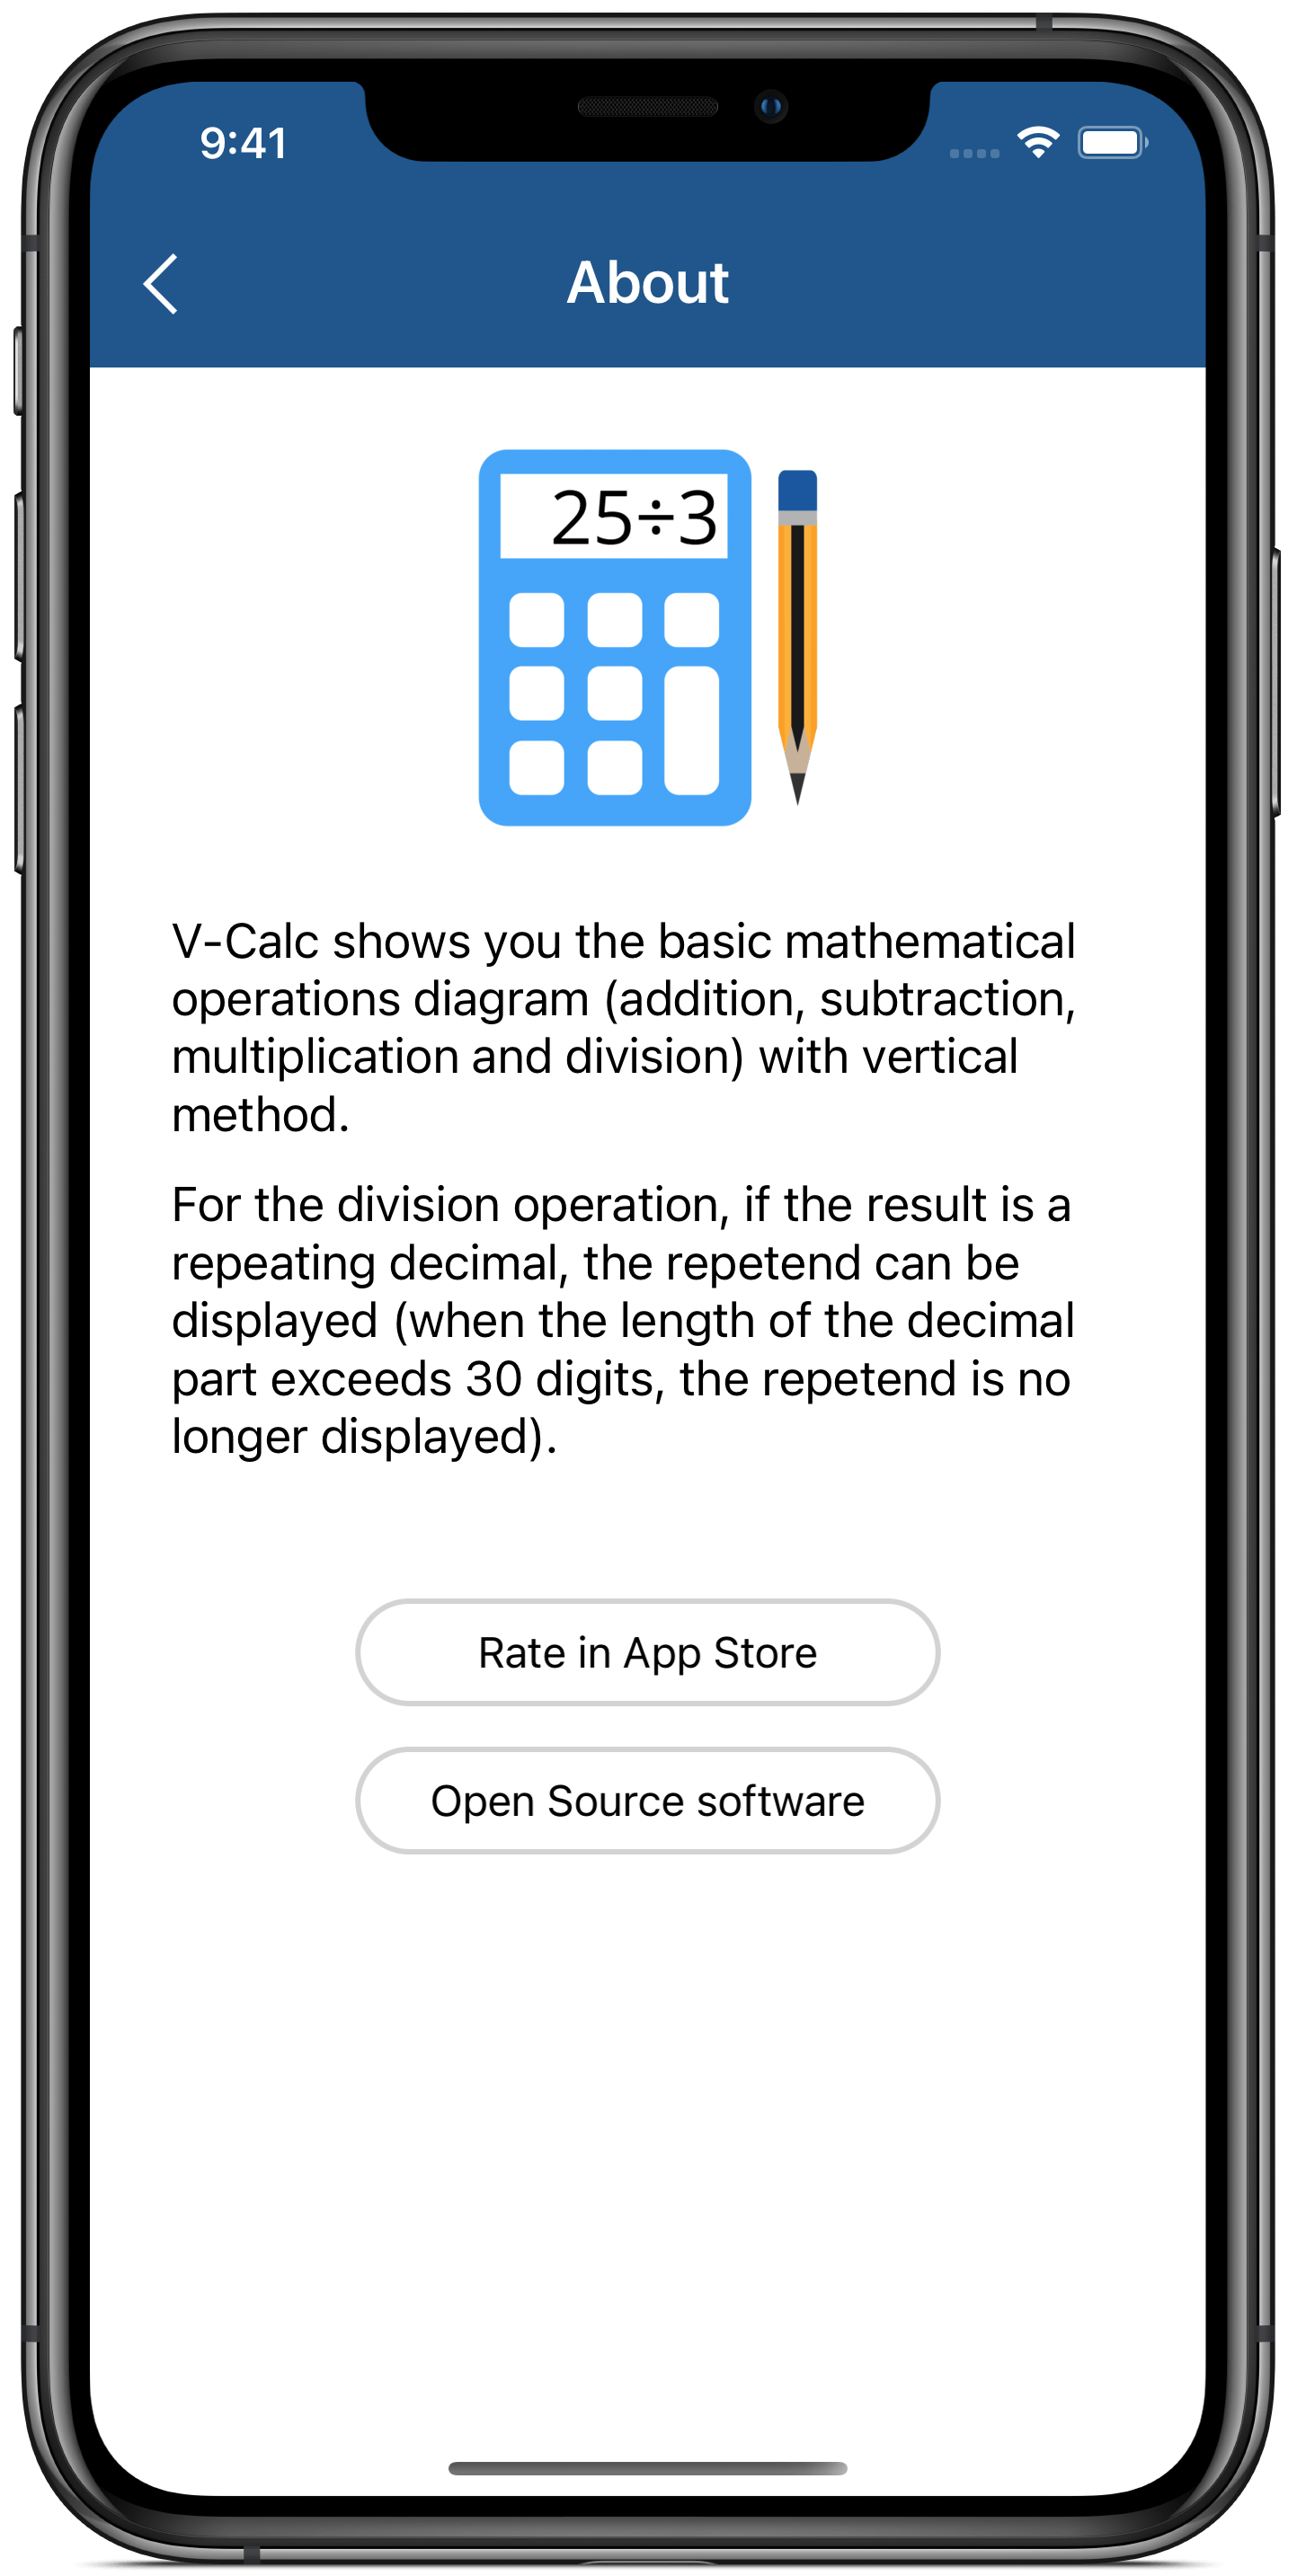 9:41
About
25÷3
V-Calc shows you the basic mathematical
operations diagram (addition, subtraction,
multiplication and division) with vertical
method.
For the division operation, if the result is a
repeating decimal, the repetend can be
displayed (when the length of the decimal
part exceeds 30 digits, the repetend is no
longer displayed).
Rate in App Store
Open Source software